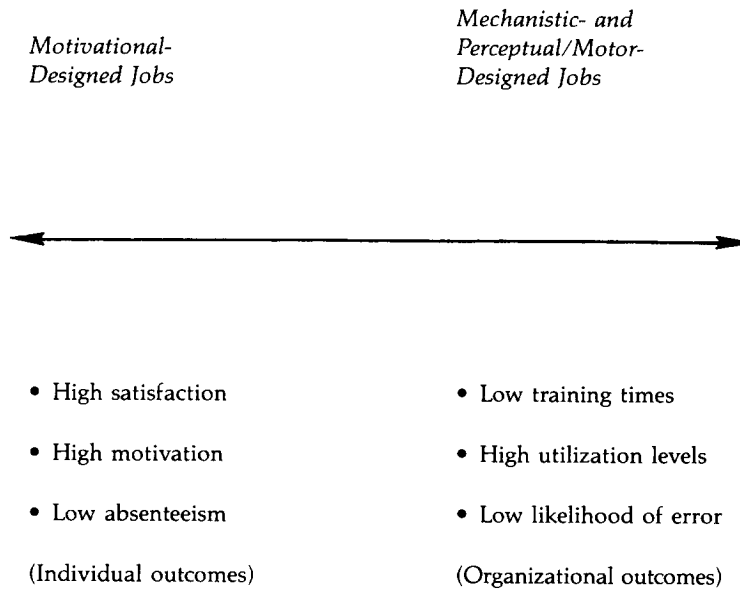 Motivational-
Designed Jobs
Mechanistic- and
Perceptual/Motor-
Designed Jobs
• High satisfaction
• High motivation
• Low absenteeism
(Individual outcomes)
• Low training times
• High utilization levels
• Low likelihood of error
(Organizational outcomes)